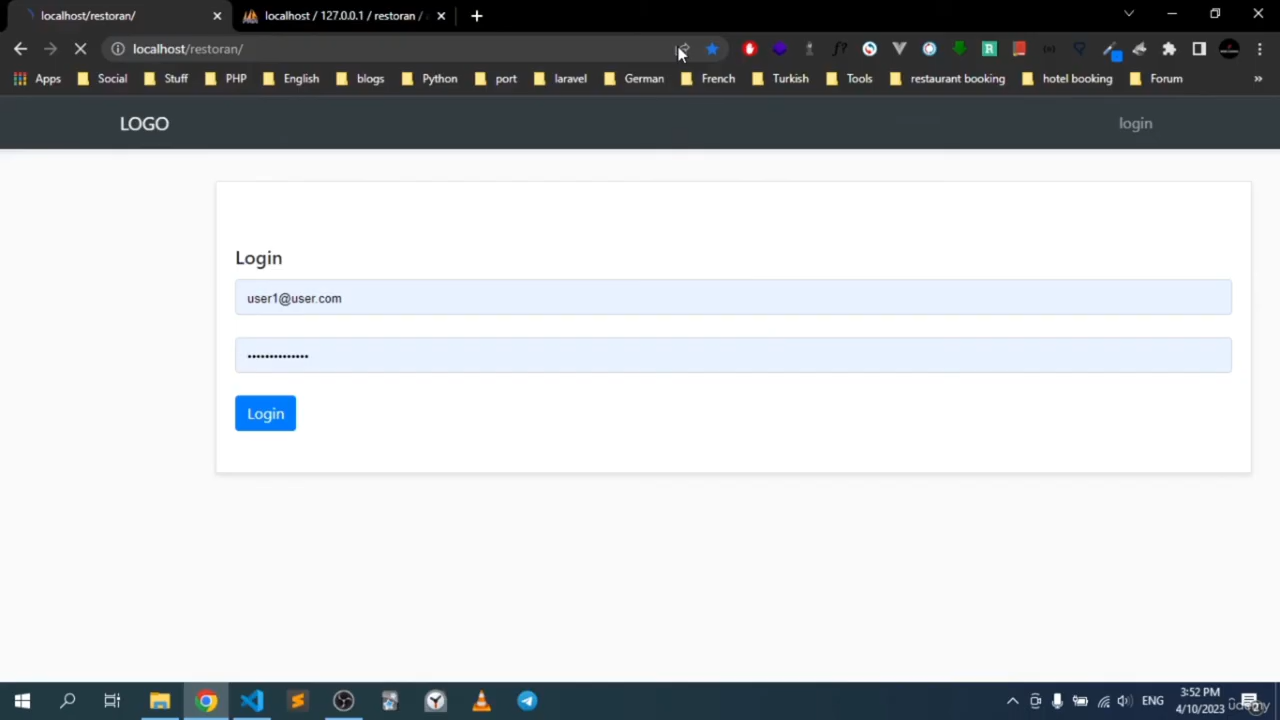 localhost/restoran/
localhost / 127.0.0.1 / restoran /
localhost/restoran/
Apps Social Stuff PHP English blogs Python port laravel German French Turkish Tools restaurant booking hotel booking Forum »
LOGO login
Login
user1@user.com
••••••••••••••
Login
ENG
3:52 PM
4/10/2023
udemy